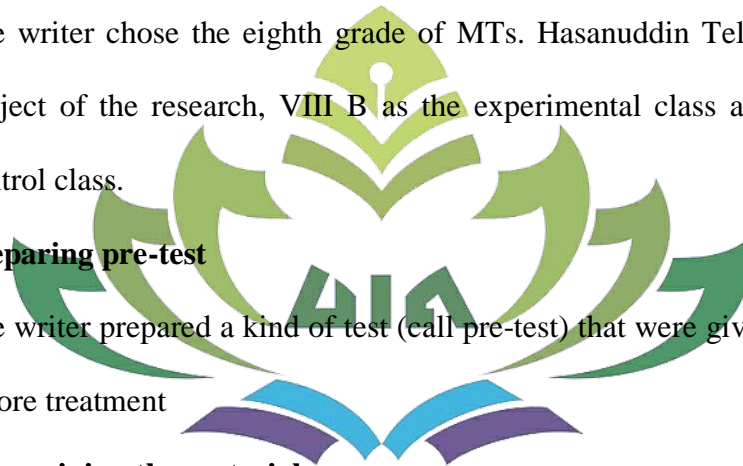 e writer chose the eighth grade of MTs. Hasanuddin Tel
ject of the research, VIII B as the experimental class a
trol class.
eparing pre-test
UIN
e writer prepared a kind of test (call pre-test) that were giv
ore treatment